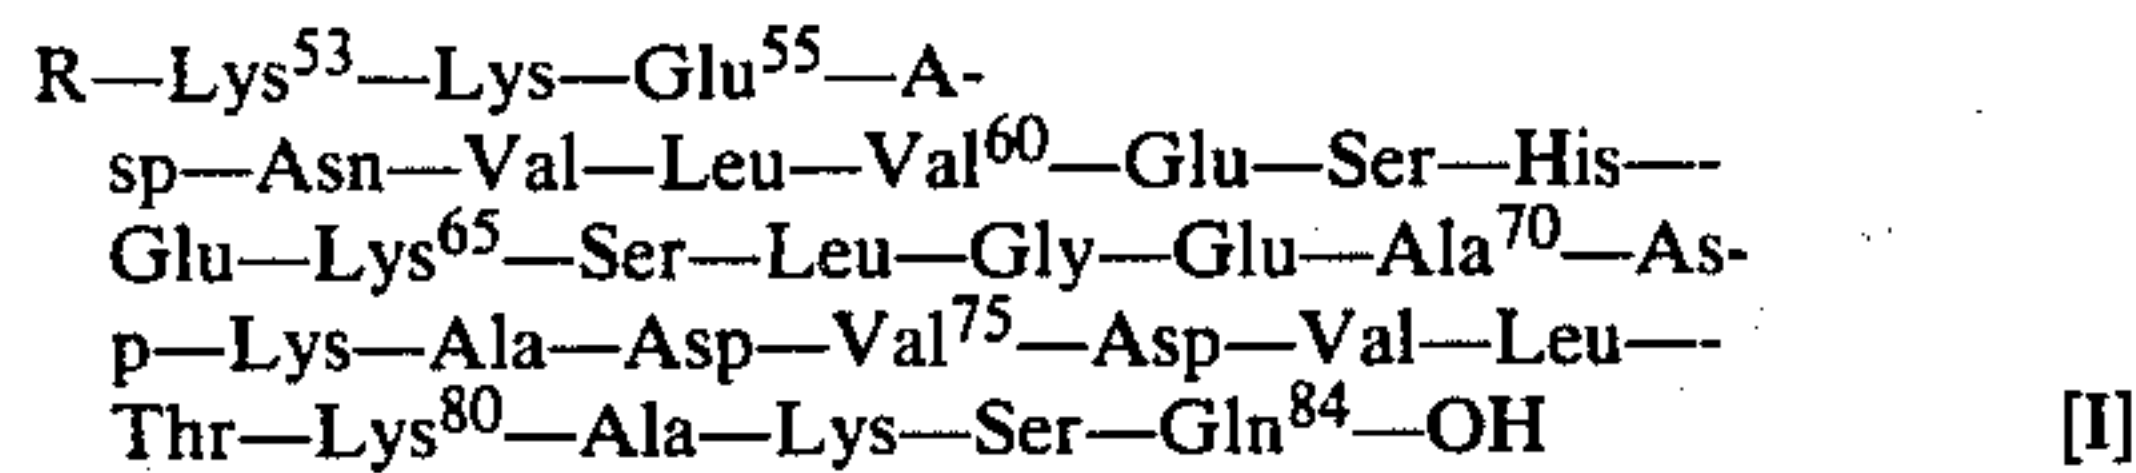 R—Lys⁵³—Lys—Glu⁵⁵—A-
sp—Asn—Val—Leu—Val⁶⁰—Glu—Ser—His—-
Glu—Lys⁶⁵—Ser—Leu—Gly—Glu—Ala⁷⁰—As-
p—Lys—Ala—Asp—Val⁷⁵—Asp—Val—Leu—-
Thr—Lys⁸⁰—Ala—Lys—Ser—Gln⁸⁴—OH [I]